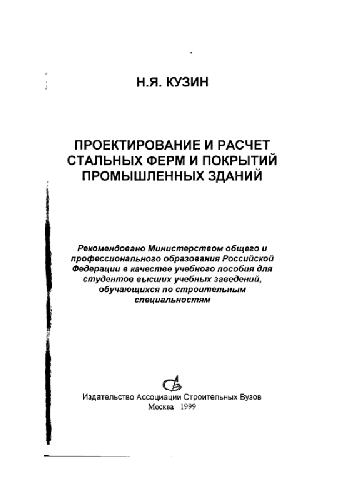 Н.Я. КУЗИН
ПРОЕКТИРОВАНИЕ И РАСЧЕТ
СТАЛЬНЫХ ФЕРМ И ПОКРЫТИЙ
ПРОМЫШЛЕННЫХ ЗДАНИЙ
Рекомендовано Министерством общего и
профессионального образования Российской
Федерации в качестве учебного пособия для
студентов высших учебных заведений,
обучающихся по строительным
специальностям
Издательство Ассоциации Строительных Вузов
Москва 1999